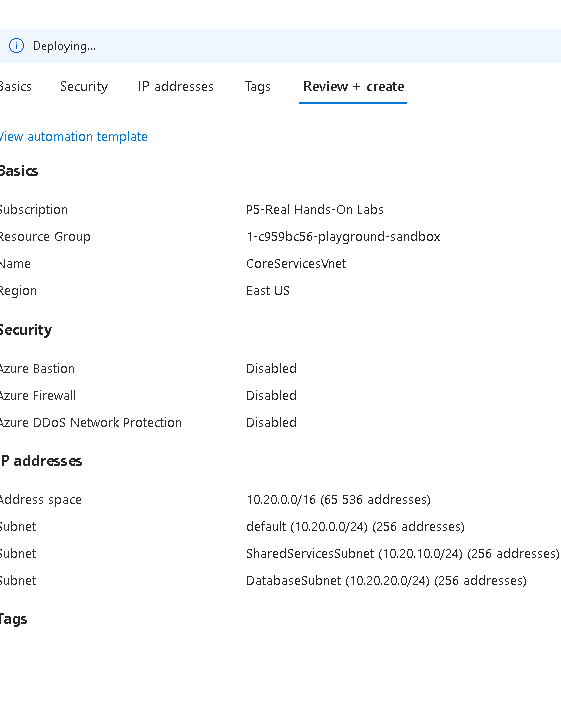 Deploying...
Basics Security IP addresses Tags Review + create
View automation template
Basics
Subscription P5-Real Hands-On Labs
Resource Group 1-c959bc56-playground-sandbox
Name CoreServicesVnet
Region East US
Security
Azure Bastion Disabled
Azure Firewall Disabled
Azure DDoS Network Protection Disabled
IP addresses
Address space 10.20.0.0/16 (65 536 addresses)
Subnet default (10.20.0.0/24) (256 addresses)
Subnet SharedServicesSubnet (10.20.10.0/24) (256 addresses)
Subnet DatabaseSubnet (10.20.20.0/24) (256 addresses)
Tags